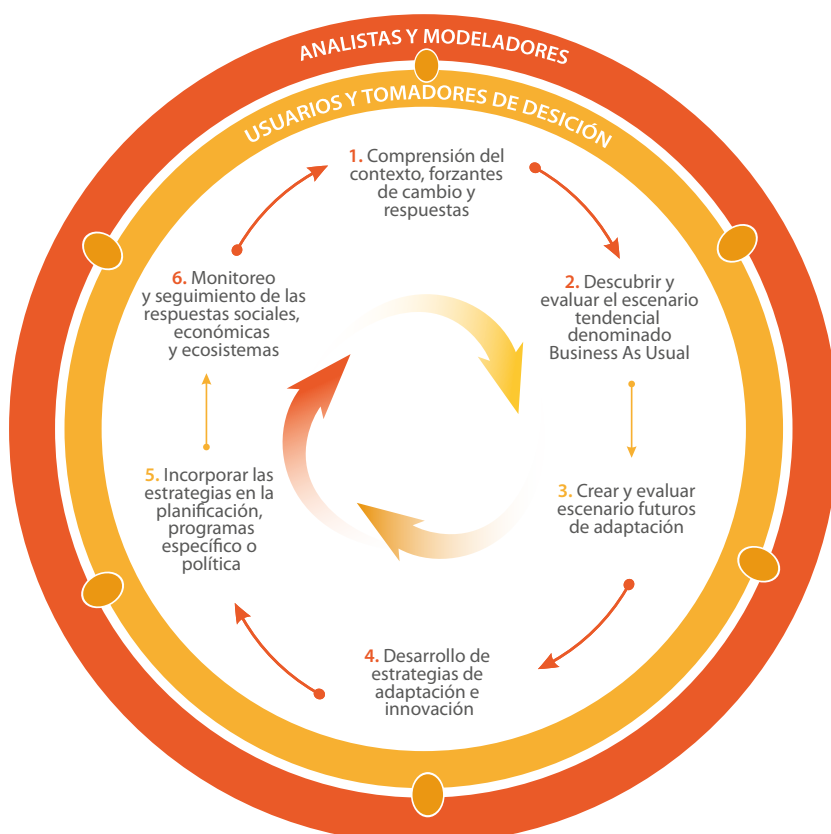 ANALISTAS Y MODELADORES
USUARIOS Y TOMADORES DE DESICIÓN
1. Comprensión del
contexto, forzantes
de cambio y
respuestas
2. Descubrir y
evaluar el escenario
tendencial
denominado
Business As Usual
3. Crear y evaluar
escenario futuros
de adaptación
4. Desarrollo de
estrategias de
adaptación e
innovación
5. Incorporar las
estrategias en la
planificación,
programas
específico o
política
6. Monitoreo
y seguimiento de las
respuestas sociales,
económicas
y ecosistemas